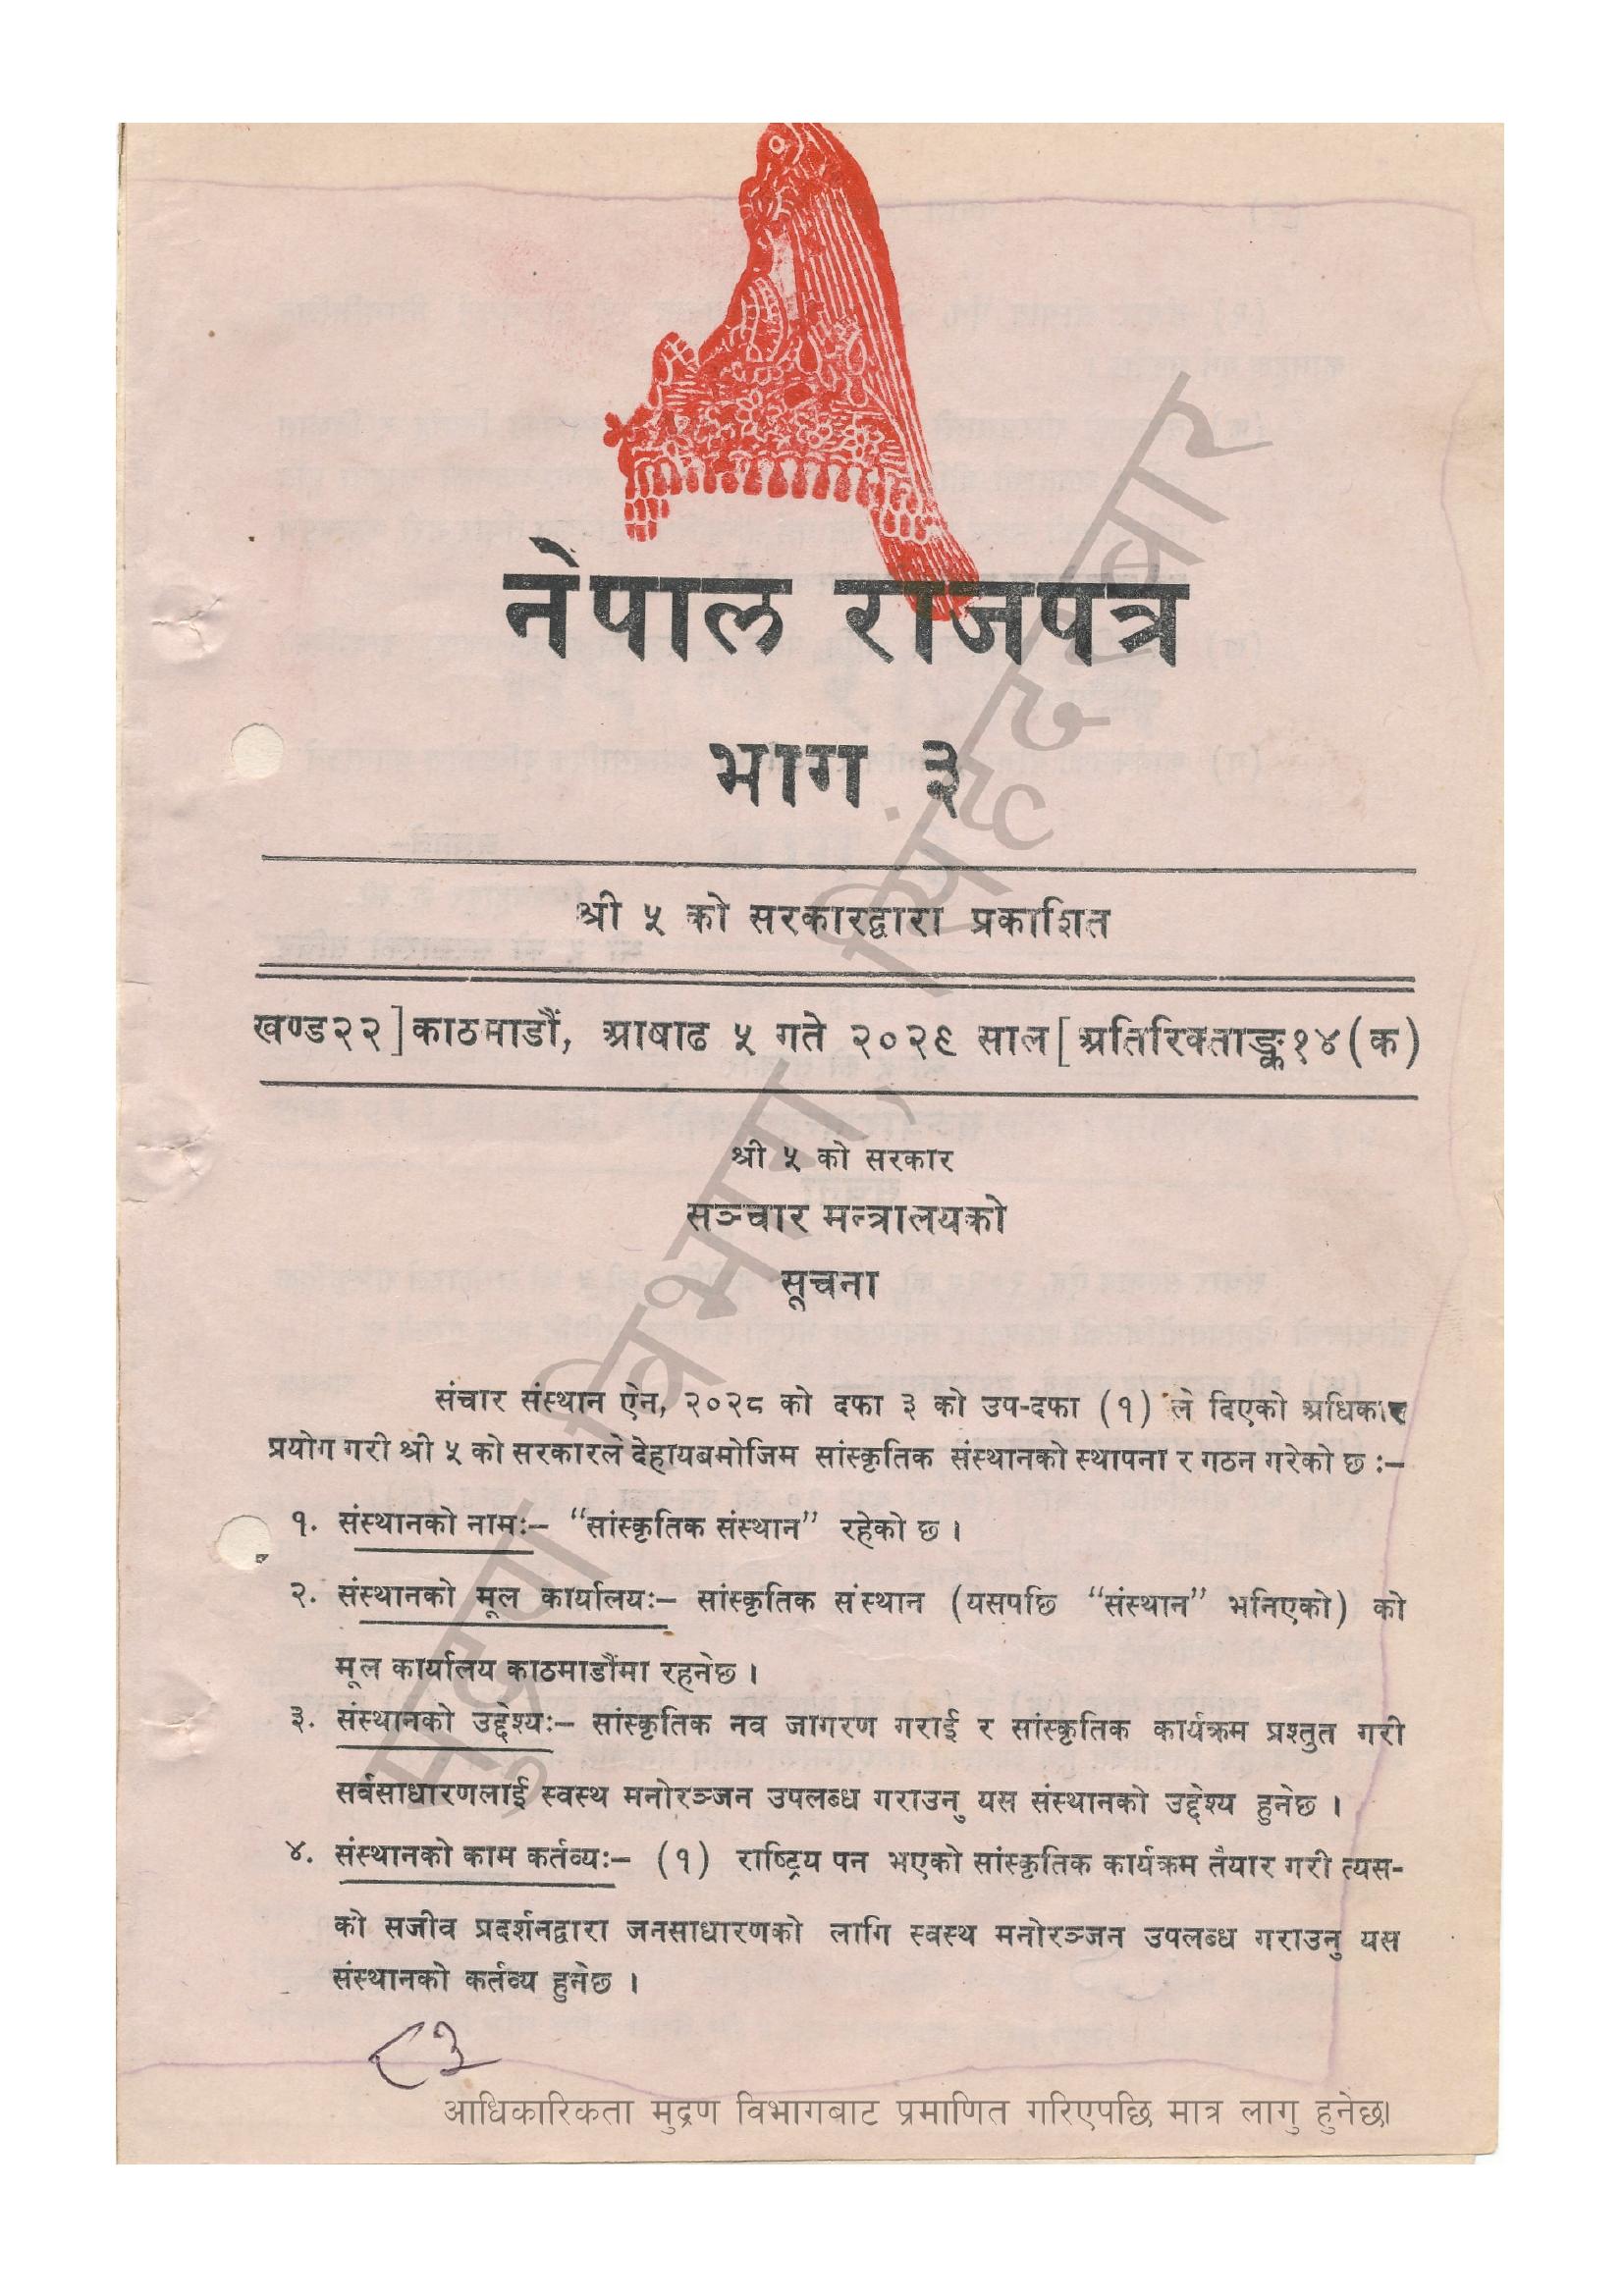 नेपाल राजपत्र
भाग ३
श्री ५ को सरकारद्वारा प्रकाशित
खण्ड२२]काठमाडौं, आषाढ ५ गते २०२९ साल[अतिरिक्ताङ्क१४(क)
श्री ५ को सरकार
सञ्चार मन्त्रालयको
सूचना
संचार संस्थान ऐन, २०२८ को दफा ३ को उप-दफा (१) ले दिएको अधिकार
प्रयोग गरी श्री ५ को सरकारले देहायबमोजिम सांस्कृतिक संस्थानको स्थापना र गठन गरेको छ :–
१. संस्थानको नामः– “सांस्कृतिक संस्थान” रहेको छ ।
२. संस्थानको मूल कार्यालयः– सांस्कृतिक संस्थान (यसपछि “संस्थान” भनिएको) को
मूल कार्यालय काठमाडौंमा रहनेछ ।
३. संस्थानको उद्देश्यः– सांस्कृतिक नव जागरण गराई र सांस्कृतिक कार्यक्रम प्रश्तुत गरी
सर्वसाधारणलाई स्वस्थ मनोरञ्जन उपलब्ध गराउनु यस संस्थानको उद्देश्य हुनेछ ।
४. संस्थानको काम कर्तव्यः– (१) राष्ट्रिय पन भएको सांस्कृतिक कार्यक्रम तैयार गरी त्यस-
को सजीव प्रदर्शनद्वारा जनसाधारणको लागि स्वस्थ मनोरञ्जन उपलब्ध गराउनु यस
संस्थानको कर्तव्य हुनेछ ।
८३
आधिकारिकता मुद्रण विभागबाट प्रमाणित गरिएपछि मात्र लागु हुनेछ।
मुद्रण विभाग, सिंहदरबार